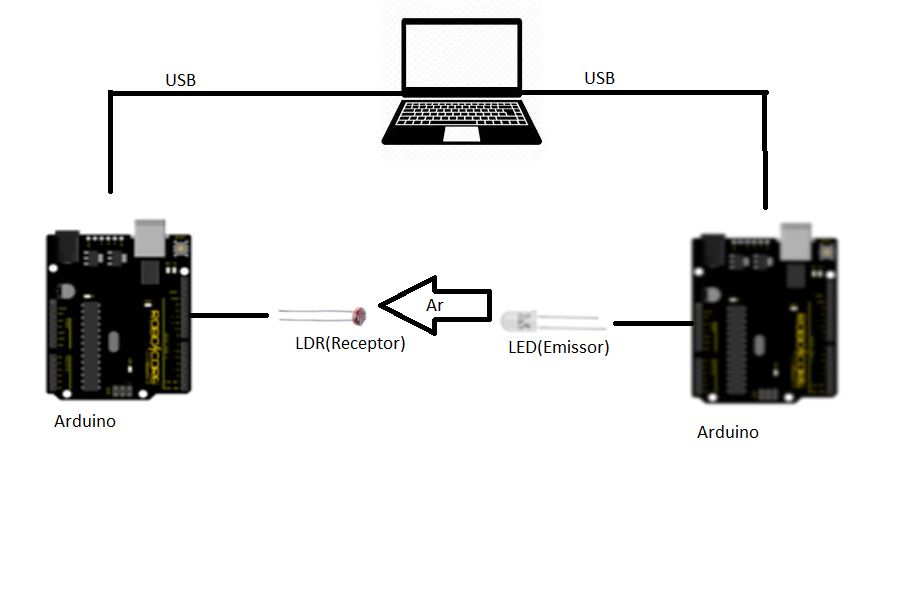 USB
USB
Ar
LDR(Receptor)
LED(Emissor)
Arduino
Arduino